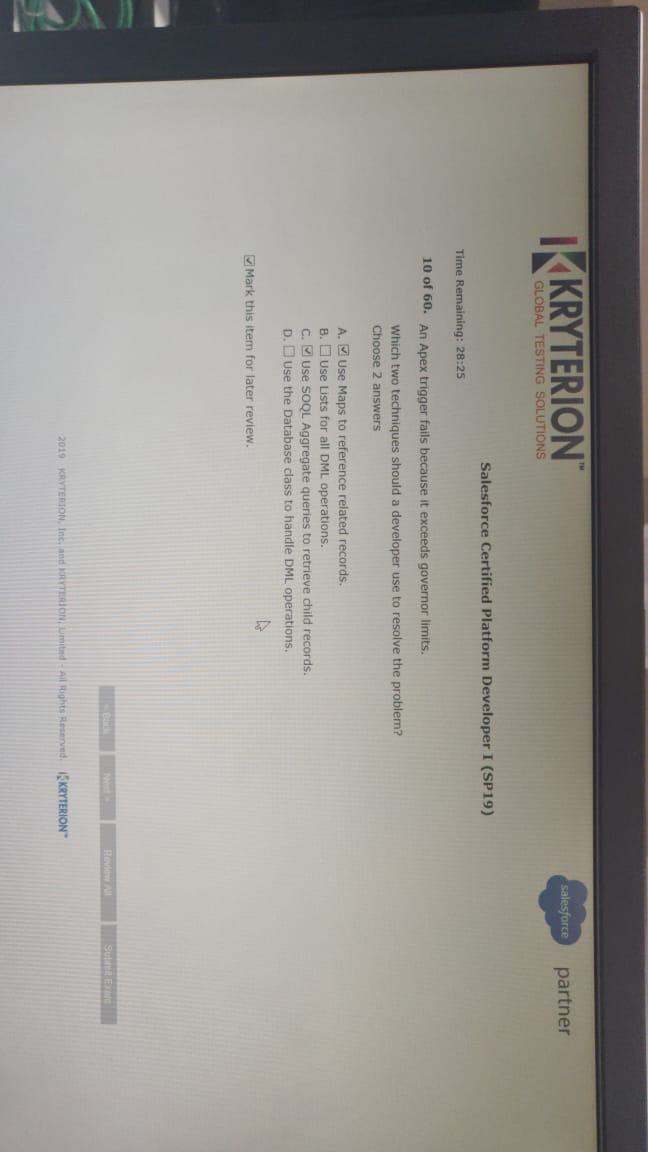 KRYTERION™
GLOBAL TESTING SOLUTIONS
salesforce partner
Salesforce Certified Platform Developer I (SP19)
Time Remaining: 28:25
10 of 60. An Apex trigger fails because it exceeds governor limits.
Which two techniques should a developer use to resolve the problem?
Choose 2 answers
A. ☑ Use Maps to reference related records.
B. ☐ Use Lists for all DML operations.
C. ☑ Use SOQL Aggregate queries to retrieve child records.
D. ☐ Use the Database class to handle DML operations.
☑ Mark this item for later review.
< Back Next > Review All Submit Exam
2019 KRYTERION, Inc. and KRYTERION, Limited - All Rights Reserved. KRYTERION™